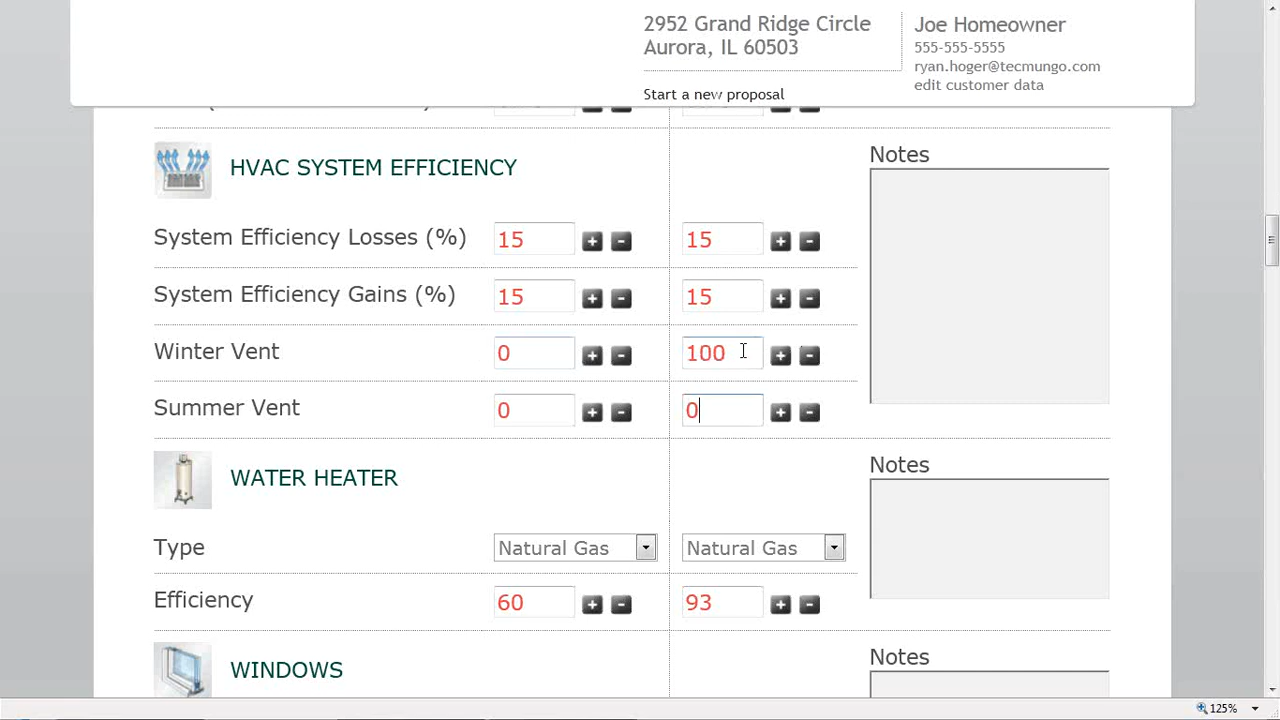 2952 Grand Ridge Circle
Aurora, IL 60503
Start a new proposal
Joe Homeowner
555-555-5555
ryan.hoger@tecmungo.com
edit customer data
HVAC SYSTEM EFFICIENCY
Notes
System Efficiency Losses (%) 15 + - 15 + -
System Efficiency Gains (%) 15 + - 15 + -
Winter Vent 0 + - 100 + -
Summer Vent 0 + - 0 + -
WATER HEATER
Notes
Type Natural Gas Natural Gas
Efficiency 60 + - 93 + -
WINDOWS
Notes
125%